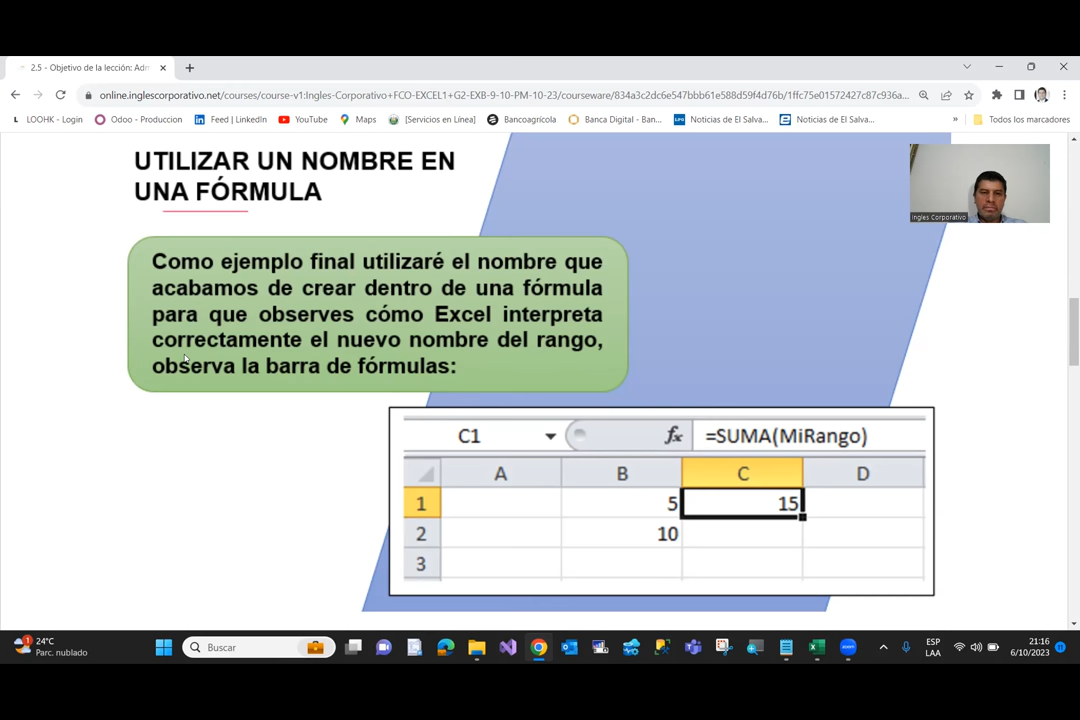 2.5 - Objetivo de la lección: Adm
online.inglescorporativo.net/courses/course-v1:Ingles-Corporativo+FCO-EXCEL1+G2-EXB-9-10-PM-10-23/courseware/834a3c2dc6e547bbb61e588d59f4d76b/1ffc75e01572427c87c936a...
LOOHK - Login
Odoo - Produccion
Feed | LinkedIn
YouTube
Maps
[Servicios en Línea]
Bancoagrícola
Banca Digital - Ban...
Noticias de El Salva...
Noticias de El Salva...
»
Todos los marcadores
UTILIZAR UN NOMBRE EN
UNA FÓRMULA
Ingles Corporativo
Como ejemplo final utilizaré el nombre que
acabamos de crear dentro de una fórmula
para que observes cómo Excel interpreta
correctamente el nuevo nombre del rango,
observa la barra de fórmulas:
C1 fx =SUMA(MiRango)
A B C D
1 5 15
2 10
3
24°C
Parc. nublado
Buscar
ESP
LAA
21:16
6/10/2023